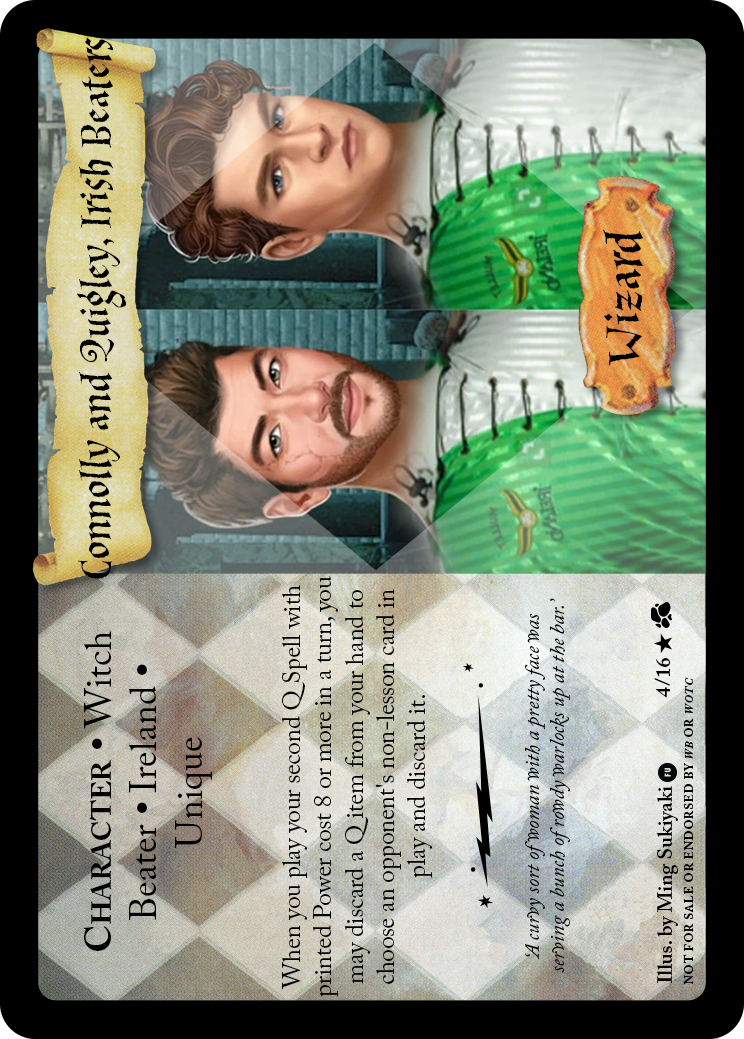 Connolly and Quigley, Irish Beaters
Wizard
CHARACTER • Witch
Beater • Ireland •
Unique
When you play your second Q Spell with
printed Power cost 8 or more in a turn, you
may discard a Q item from your hand to
choose an opponent's non-lesson card in
play and discard it.
'A curvy sort of woman with a pretty face was
serving a bunch of rowdy warlocks up at the bar.'
Illus. by Ming Sukiyaki FU 4/16 ★
NOT FOR SALE OR ENDORSED BY WB OR WOTC